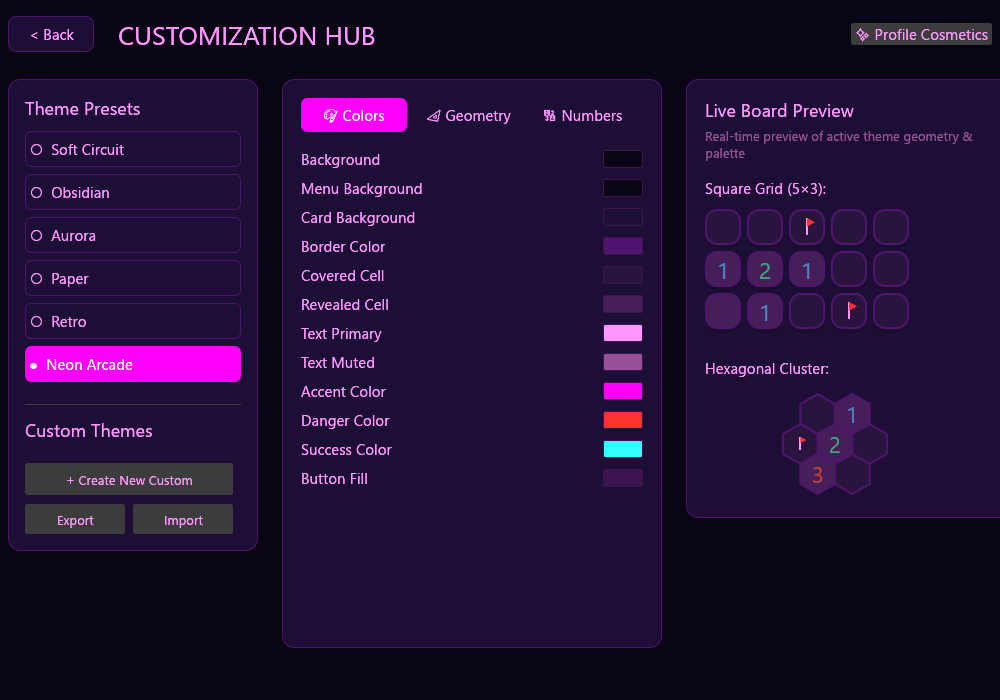 < Back
CUSTOMIZATION HUB
Profile Cosmetics
Theme Presets
Soft Circuit
Obsidian
Aurora
Paper
Retro
Neon Arcade
Custom Themes
+ Create New Custom
Export
Import
Colors
Geometry
Numbers
Background
Menu Background
Card Background
Border Color
Covered Cell
Revealed Cell
Text Primary
Text Muted
Accent Color
Danger Color
Success Color
Button Fill
Live Board Preview
Real-time preview of active theme geometry &
palette
Square Grid (5×3):
1 2 1
1
Hexagonal Cluster:
1
2
3